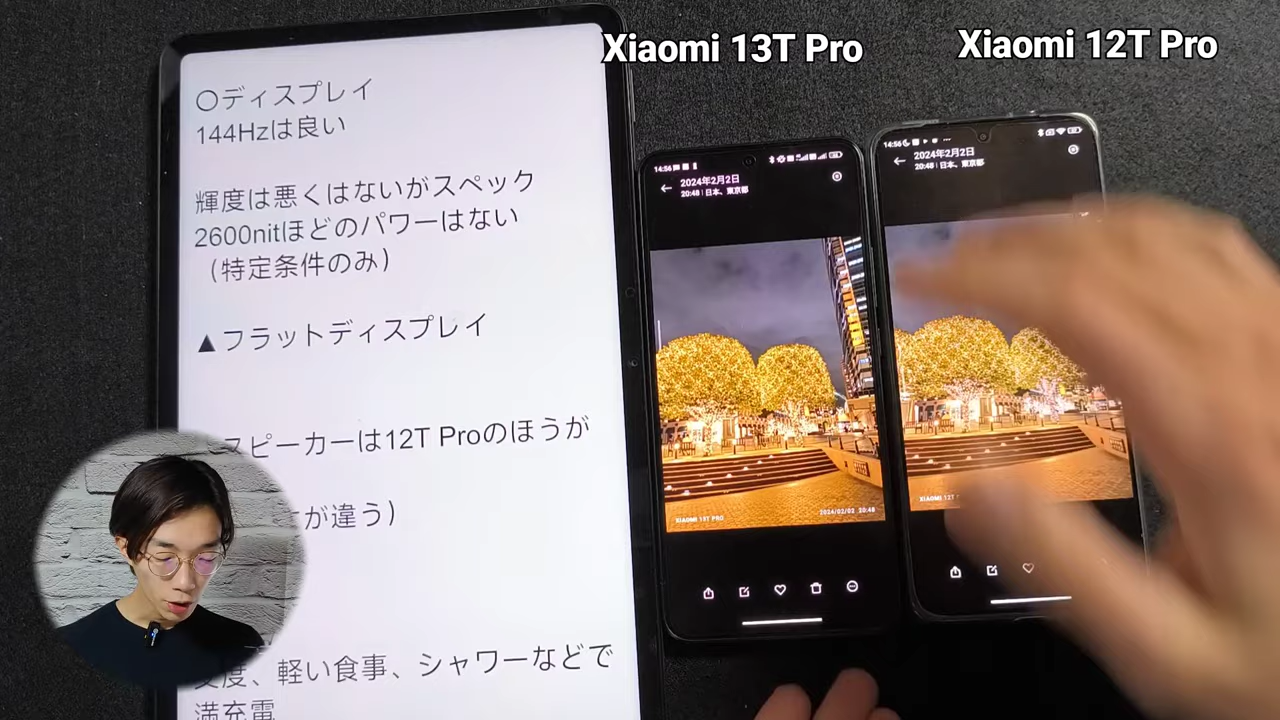 Xiaomi 13T Pro
Xiaomi 12T Pro
〇ディスプレイ
144Hzは良い
輝度は悪くはないがスペック
2600nitほどのパワーはない
（特定条件のみ）
▲フラットディスプレイ
スピーカーは12T Proのほうが
が違う）
度、軽い食事、シャワーなどで
満充電
14:56
2024年2月2日
20:48 | 日本、東京都
XIAOMI 13T PRO
2024/02/02 20:48
14:56
2024年2月2日
20:48 | 日本、東京都
XIAOMI 12T